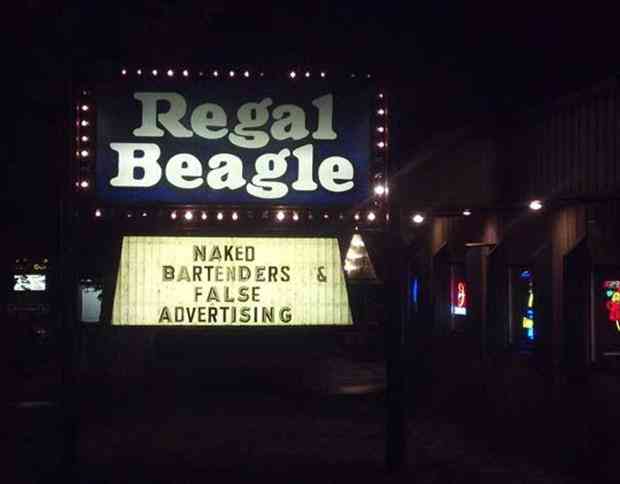 Regal
Beagle
NAKED
BARTENDERS &
FALSE
ADVERTISING